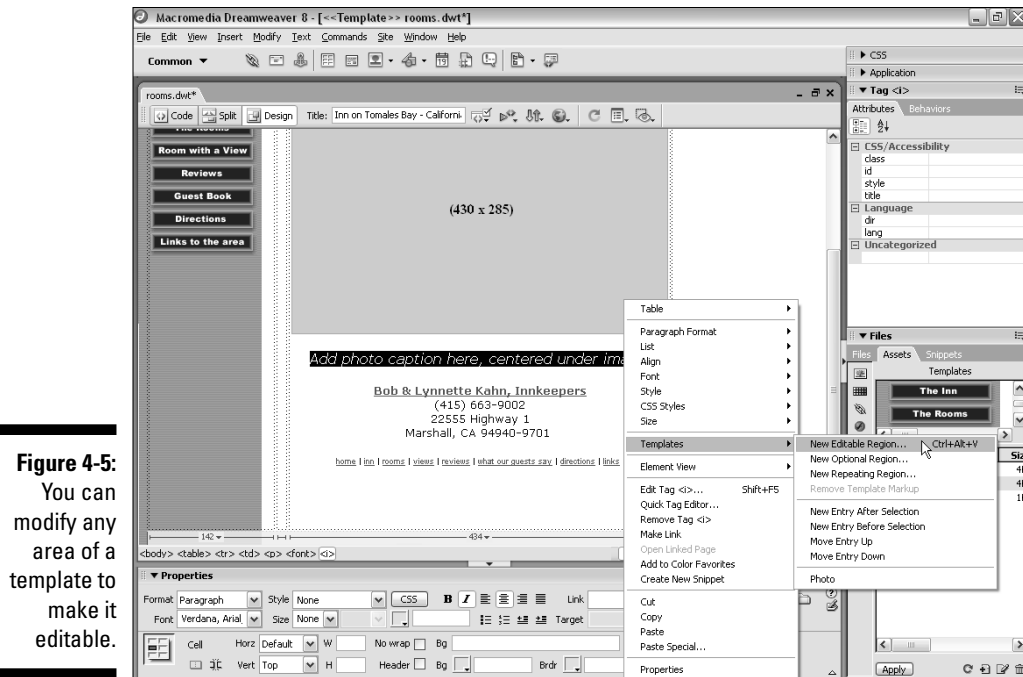 Macromedia Dreamweaver 8 - [<<Template>> rooms.dwt*]
File Edit View Insert Modify Text Commands Site Window Help
Common
rooms.dwt*
Code Split Design Title: Inn on Tomales Bay - Californi
The Rooms
Room with a View
Reviews
Guest Book
Directions
Links to the area
(430 x 285)
Add photo caption here, centered under ima
Bob & Lynnette Kahn, Innkeepers
(415) 663-9002
22555 Highway 1
Marshall, CA 94940-9701
home | inn | rooms | views | reviews | what our guests say | directions | links
142
434
<body> <table> <tr> <td> <p> <font> <i>
Table
Paragraph Format
List
Align
Font
Style
CSS Styles
Size
Templates
Element View
Edit Tag <i>... Shift+F5
Quick Tag Editor...
Remove Tag <i>
Make Link
Open Linked Page
Add to Color Favorites
Create New Snippet
Cut
Copy
Paste
Paste Special...
Properties
New Editable Region... Ctrl+Alt+V
New Optional Region...
New Repeating Region...
Remove Template Markup
New Entry After Selection
New Entry Before Selection
Move Entry Up
Move Entry Down
Photo
CSS
Application
Tag <i>
Attributes Behaviors
CSS/Accessibility
class
id
style
title
Language
dir
lang
Uncategorized
Files
Files Assets Snippets
Templates
The Inn
The Rooms
Siz
4
4
1
Apply
Properties
Format Paragraph Style None CSS B I Link
Font Verdana, Arial Size None Target
Cell Horz Default W No wrap Bg
Vert Top H Header Bg Brdr
Figure 4-5:
You can
modify any
area of a
template to
make it
editable.